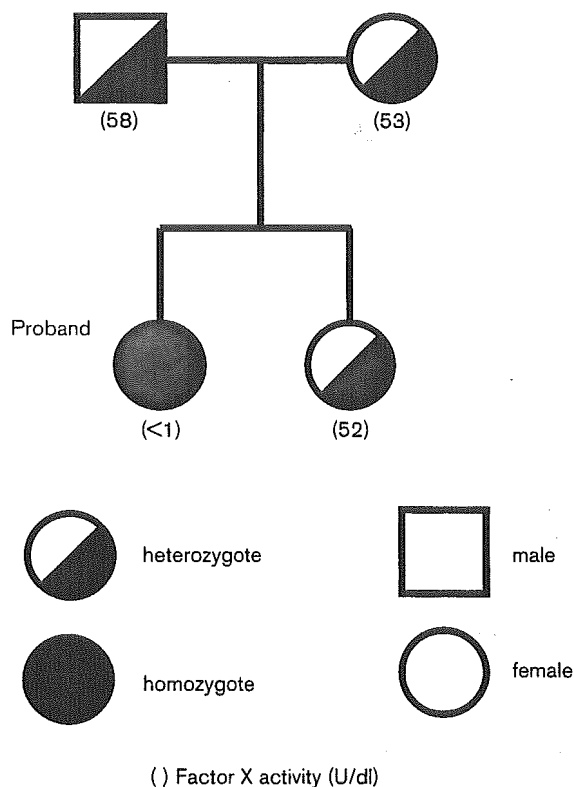 (58)
(53)
Proband
(<1)
(52)
heterozygote
male
homozygote
female
( ) Factor X activity (U/dl)